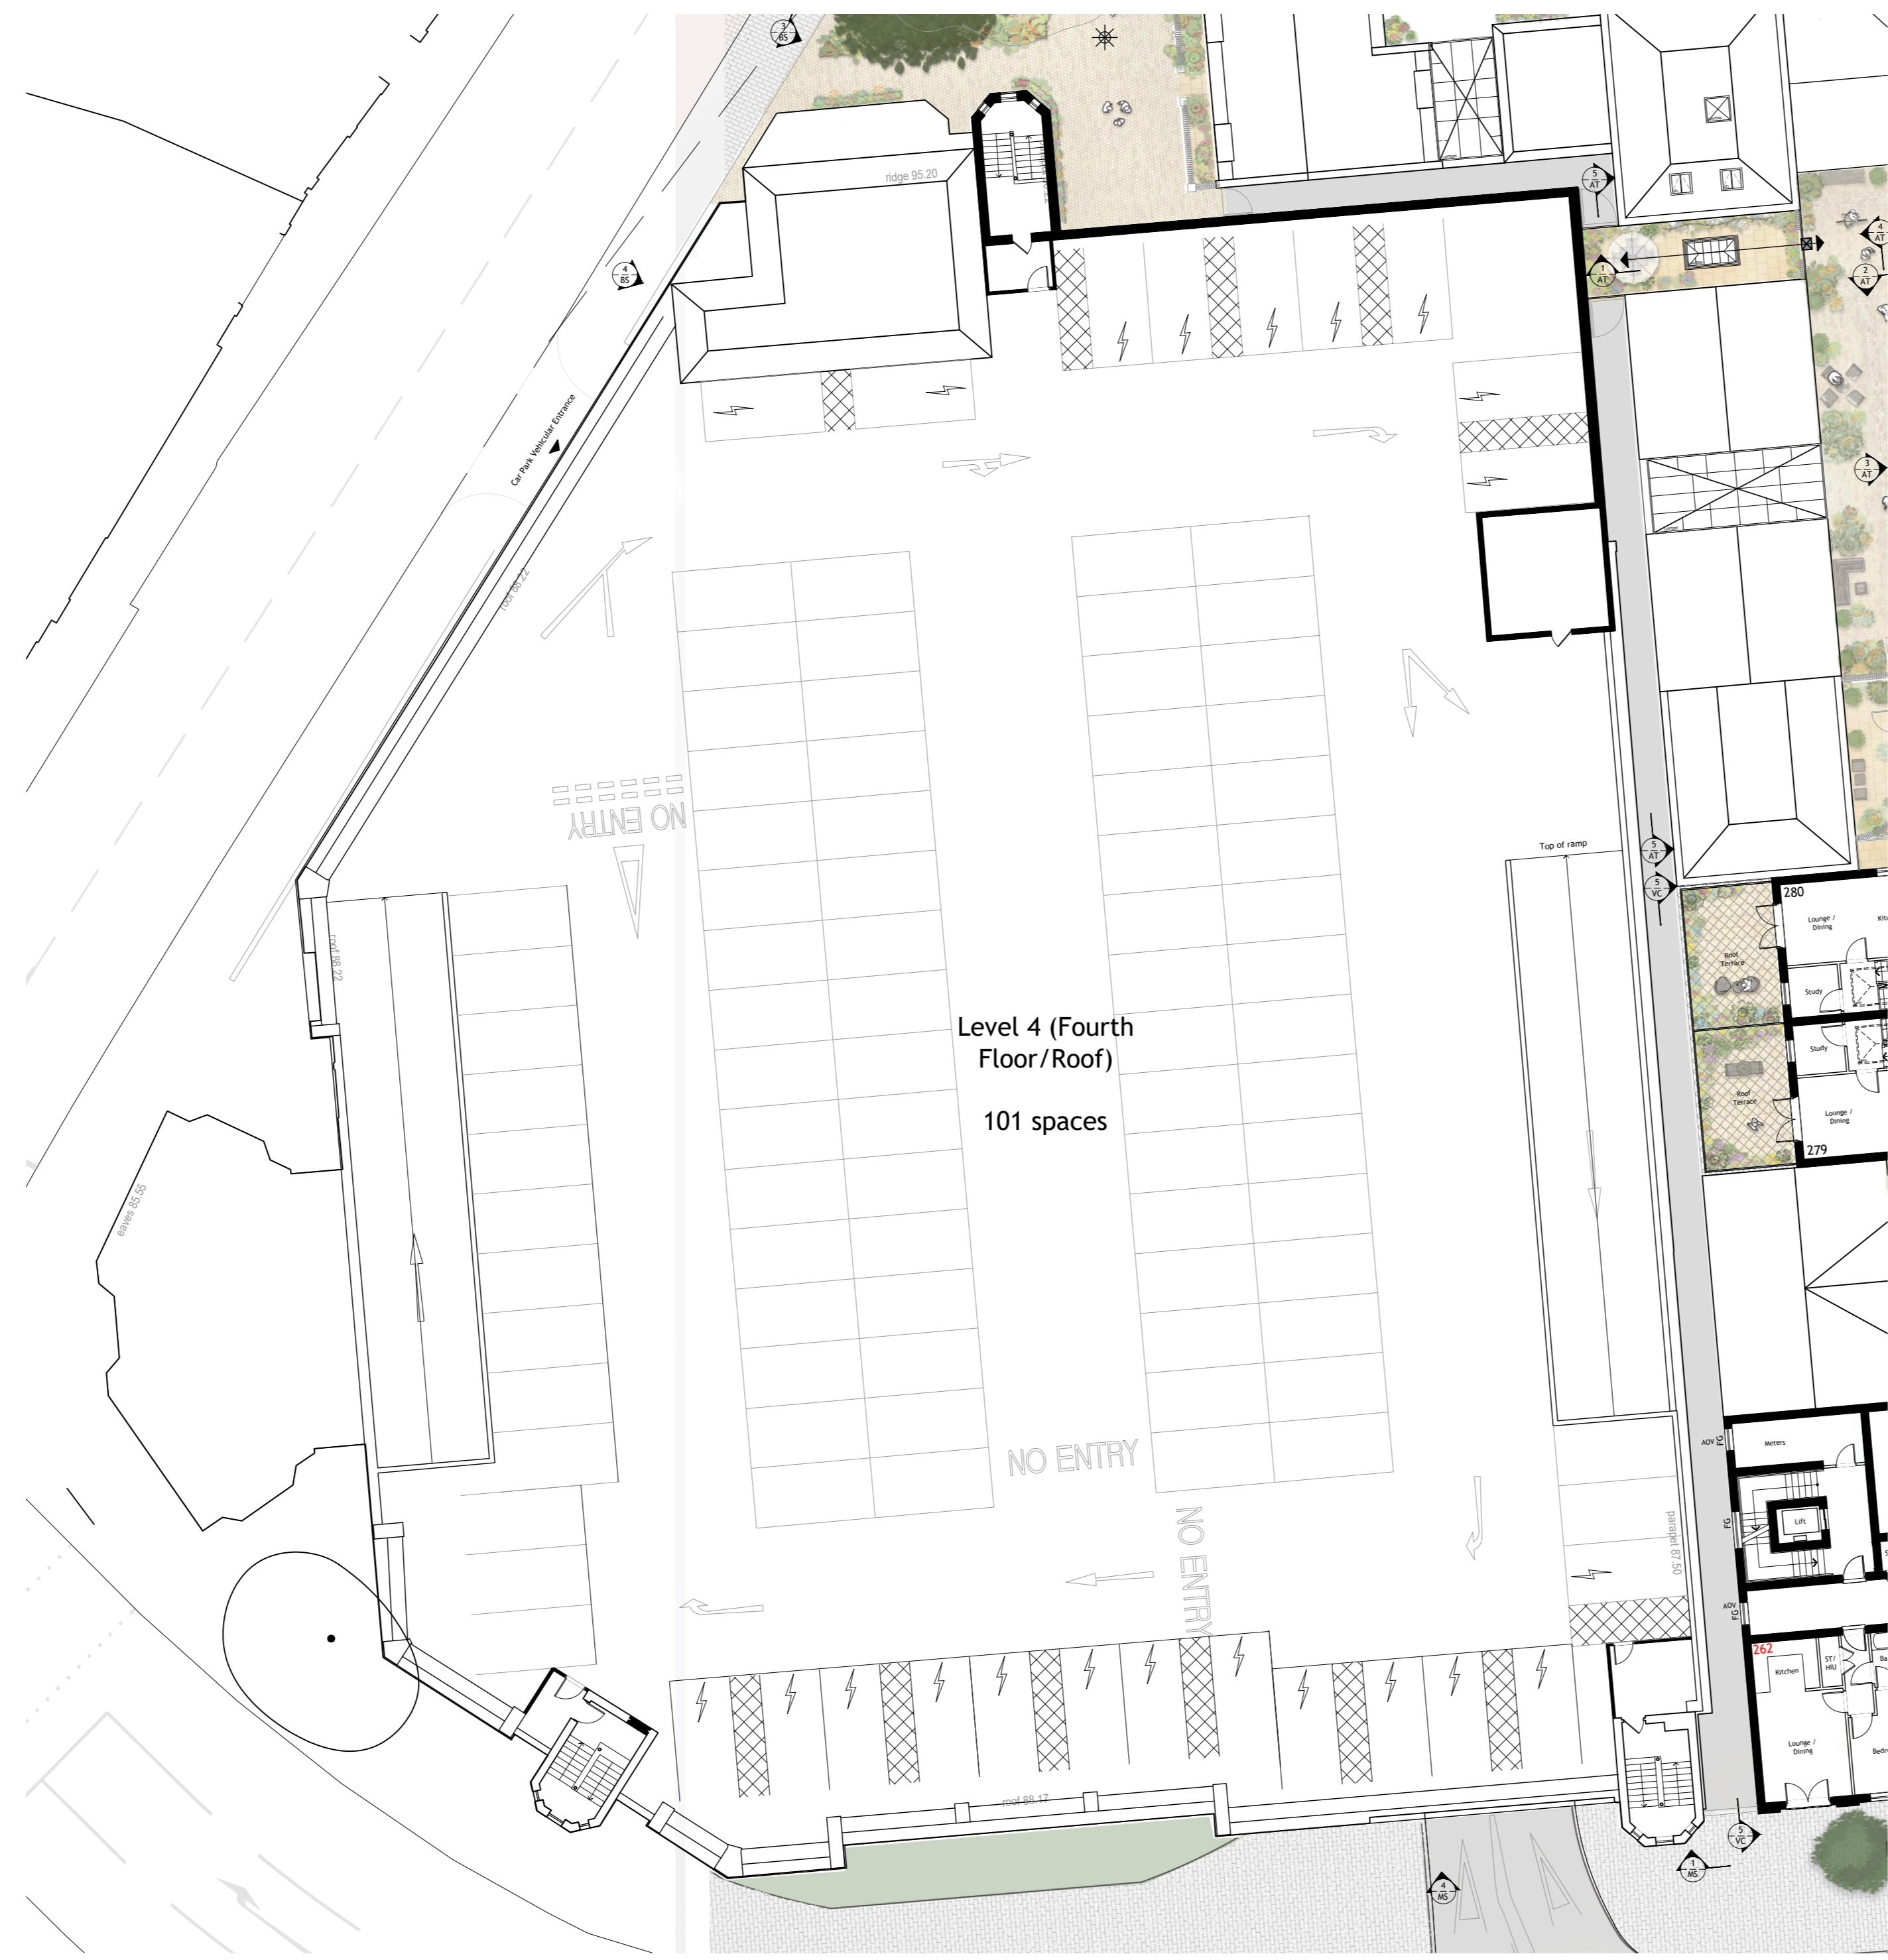 3
BS
ridge 95.20
5
AT
4
AT
1
AT
2
AT
4
BS
Car Park Vehicular Entrance
3
AT
roof 88.22
NO ENTRY
Top of ramp
5
AT
5
VC
280
Lounge /
Dining
roof 88.22
Roof
Terrace
Study
Level 4 (Fourth
Floor/Roof)
101 spaces
Study
Roof
Terrace
Lounge /
Dining
279
eaves 85.55
NO ENTRY
AOV
FG
Meters
NO ENTRY
parapet 87.50
FG
Lift
AOV
FG
262
Kitchen
ST/
HIU
Lounge /
Dining
roof 88.17
5
VC
1
MS
4
MS